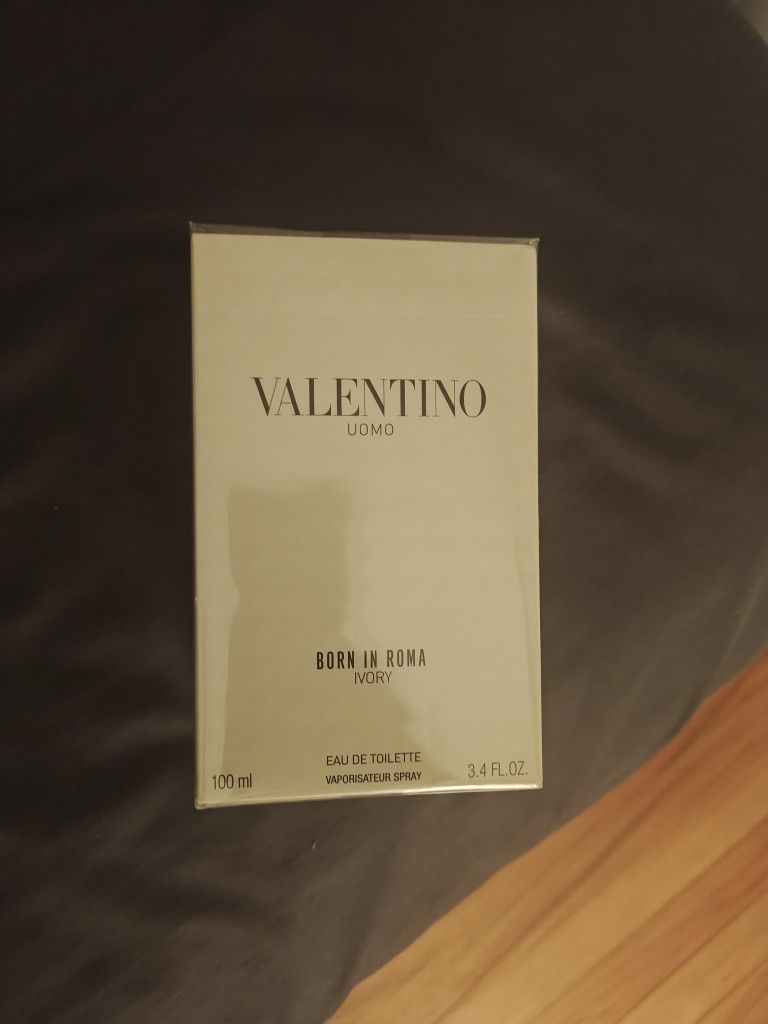 VALENTINO
UOMO
BORN IN ROMA
IVORY
EAU DE TOILETTE
100 ml VAPORISATEUR SPRAY 3.4 FL.OZ.